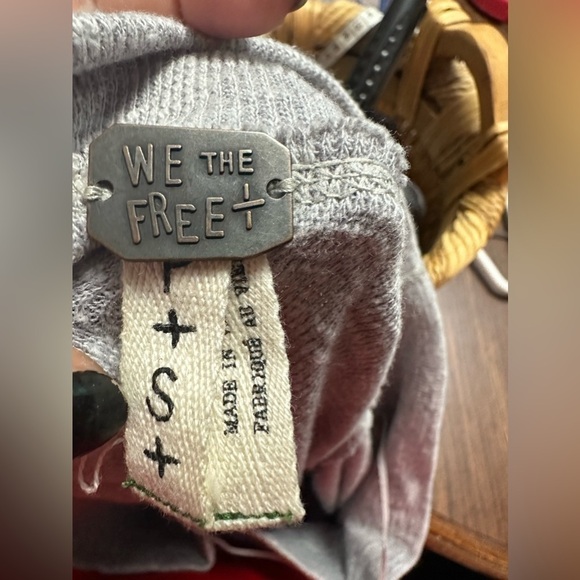 WE THE
FREE+
+
S
+
MADE IN
FABRIQUÉ AU